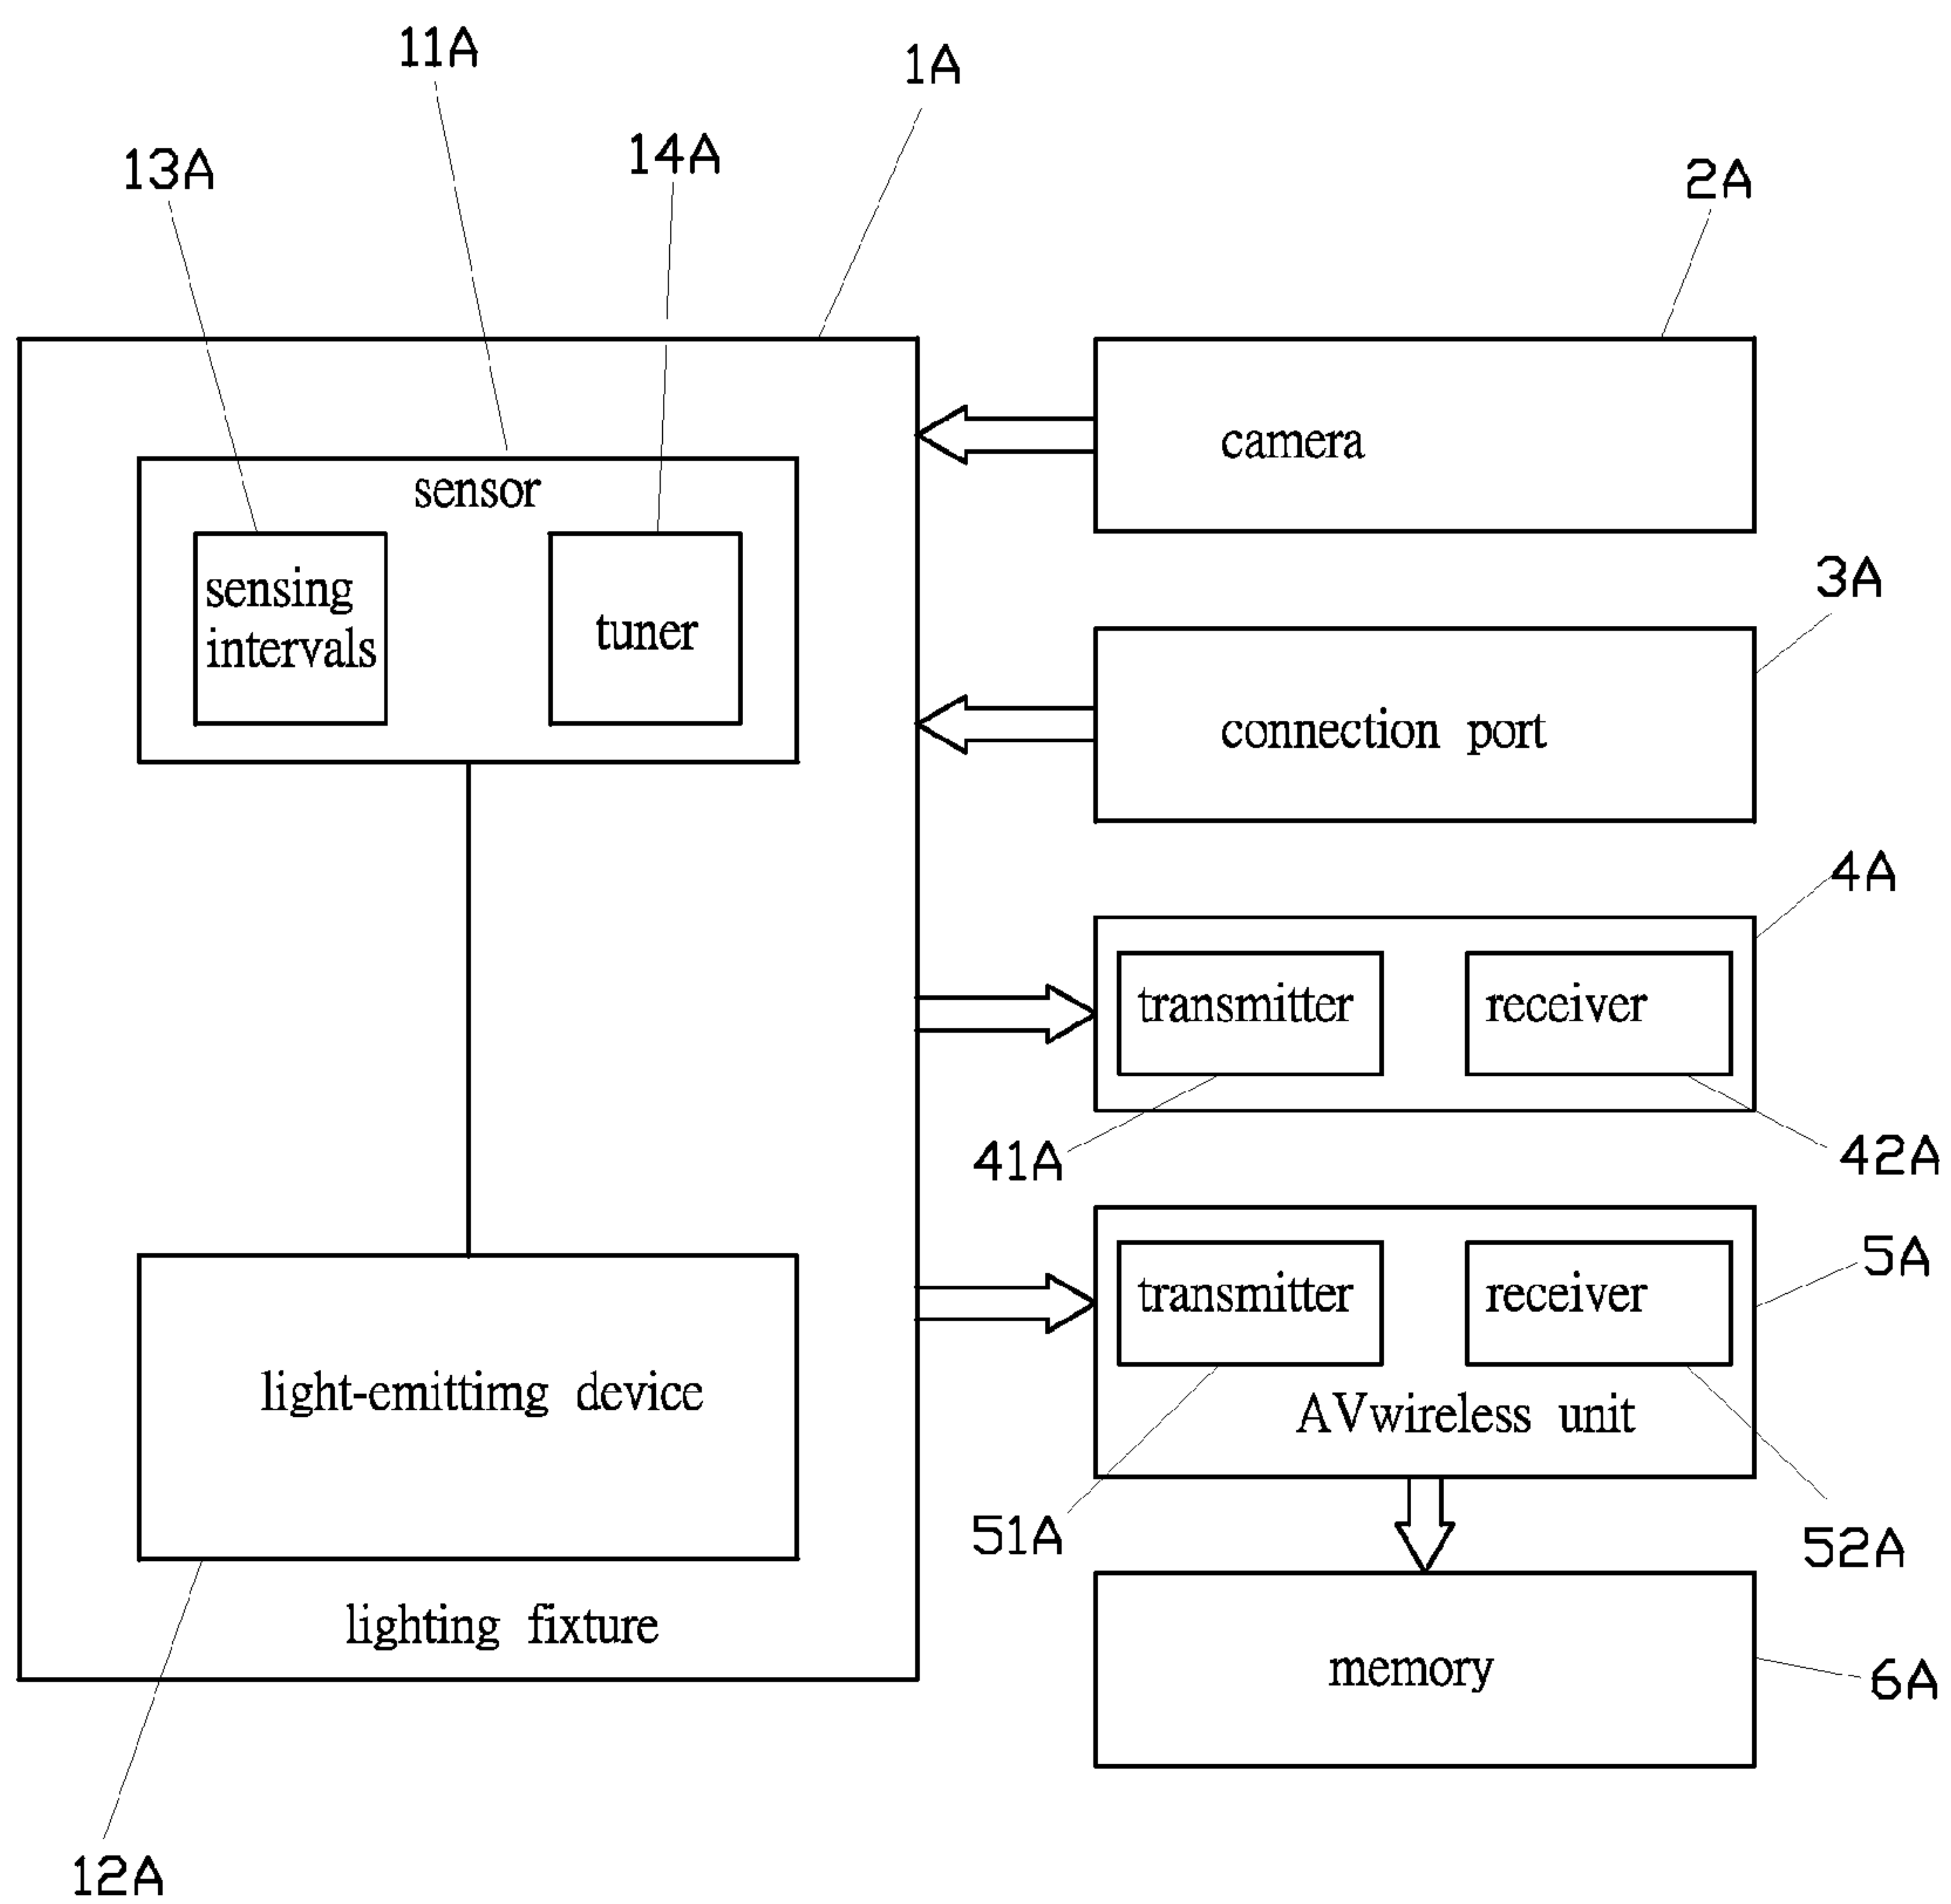 11A
1A
13A
14A
2A
sensor
camera
sensing
intervals
tuner
3A
connection port
4A
transmitter
receiver
41A
42A
transmitter
receiver
5A
light-emittimg device
AVwireless unit
51A
52A
lighting fixture
memory
6A
12A